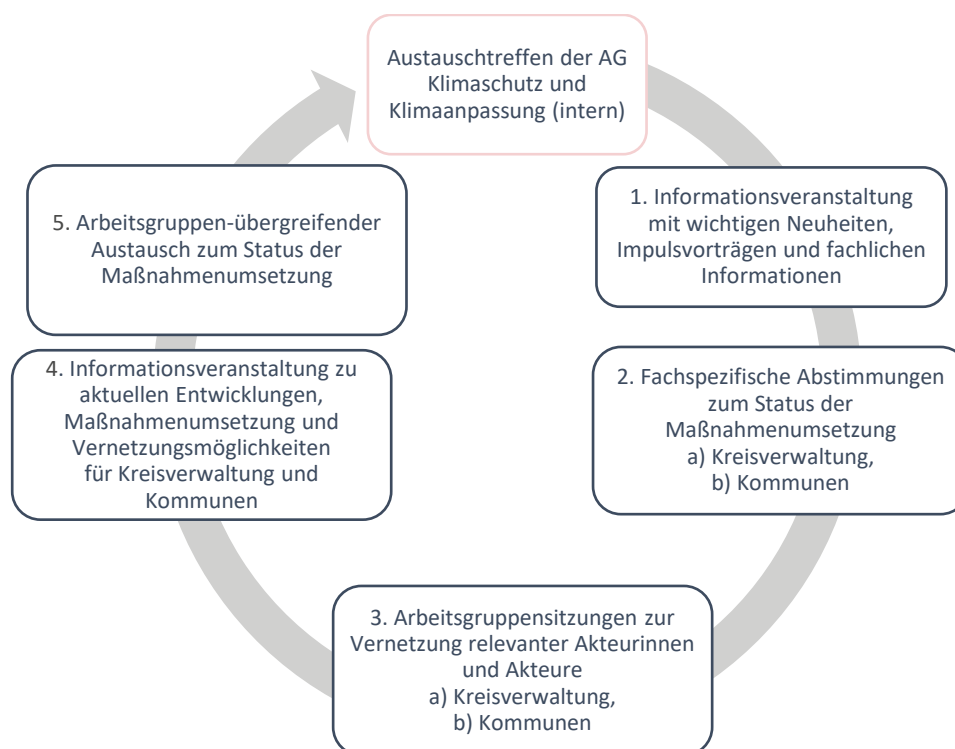 Austauschtreffen der AG
Klimaschutz und
Klimaanpassung (intern)
1. Informationsveranstaltung
mit wichtigen Neuheiten,
Impulsvorträgen und fachlichen
Informationen
2. Fachspezifische Abstimmungen
zum Status der
Maßnahmenumsetzung
a) Kreisverwaltung,
b) Kommunen
3. Arbeitsgruppensitzungen zur
Vernetzung relevanter Akteurinnen
und Akteure
a) Kreisverwaltung,
b) Kommunen
4. Informationsveranstaltung zu
aktuellen Entwicklungen,
Maßnahmenumsetzung und
Vernetzungsmöglichkeiten
für Kreisverwaltung und
Kommunen
5. Arbeitsgruppen-übergreifender
Austausch zum Status der
Maßnahmenumsetzung